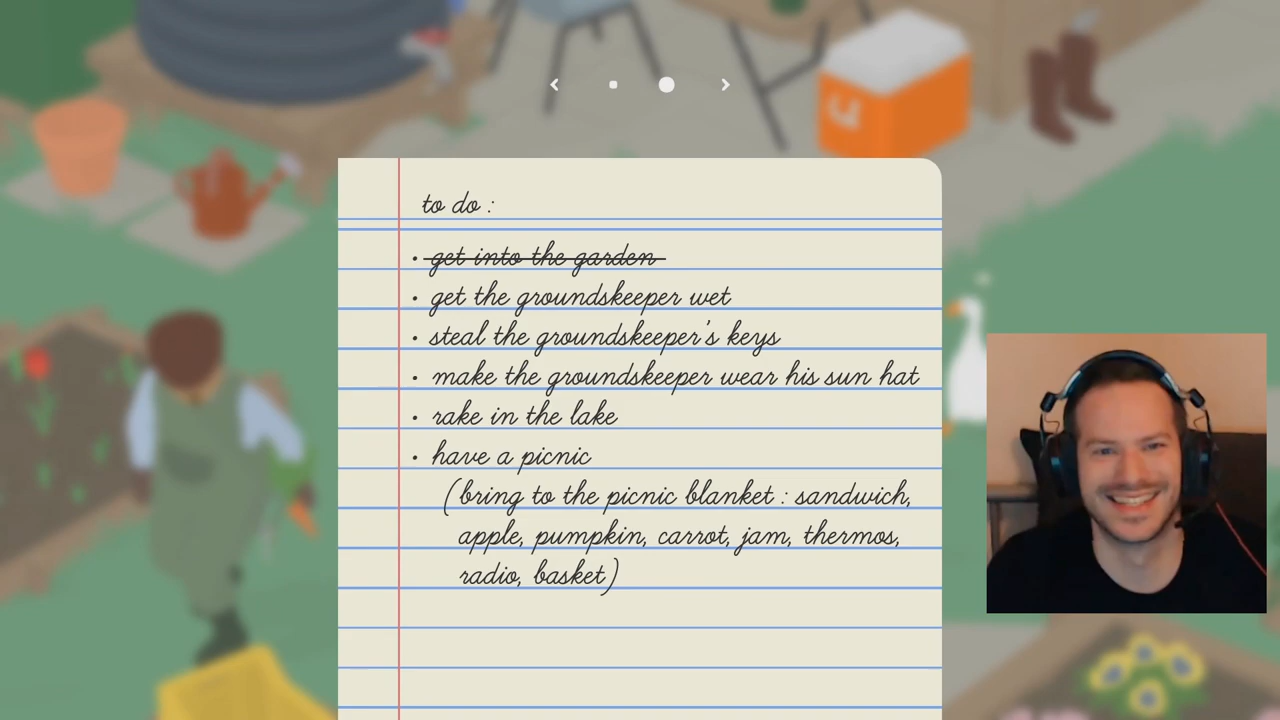 to do :
• get into the garden
• get the groundskeeper wet
• steal the groundskeeper's keys
• make the groundskeeper wear his sun hat
• rake in the lake
• have a picnic
(bring to the picnic blanket : sandwich,
apple, pumpkin, carrot, jam, thermos,
radio, basket)